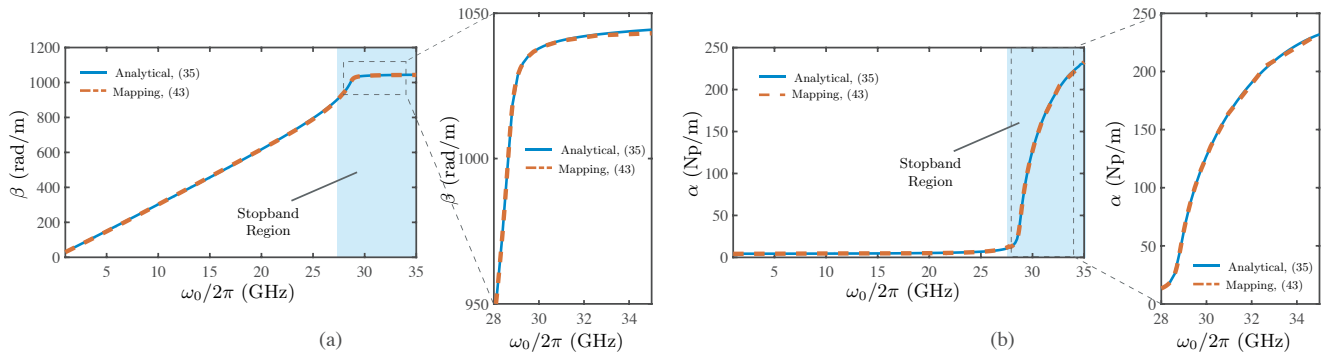 1200
1000
800
600
400
200
0
β (rad/m)
5 10 15 20 25 30 35
ω₀/2π (GHz)
Analytical, (35)
Mapping, (43)
Stopband
Region
1050
1000
950
β (rad/m)
28 30 32 34
ω₀/2π (GHz)
Analytical, (35)
Mapping, (43)
(a)
250
200
150
100
50
0
α (Np/m)
5 10 15 20 25 30 35
ω₀/2π (GHz)
Analytical, (35)
Mapping, (43)
Stopband
Region
250
200
150
100
50
0
α (Np/m)
28 30 32 34
ω₀/2π (GHz)
Analytical, (35)
Mapping, (43)
(b)